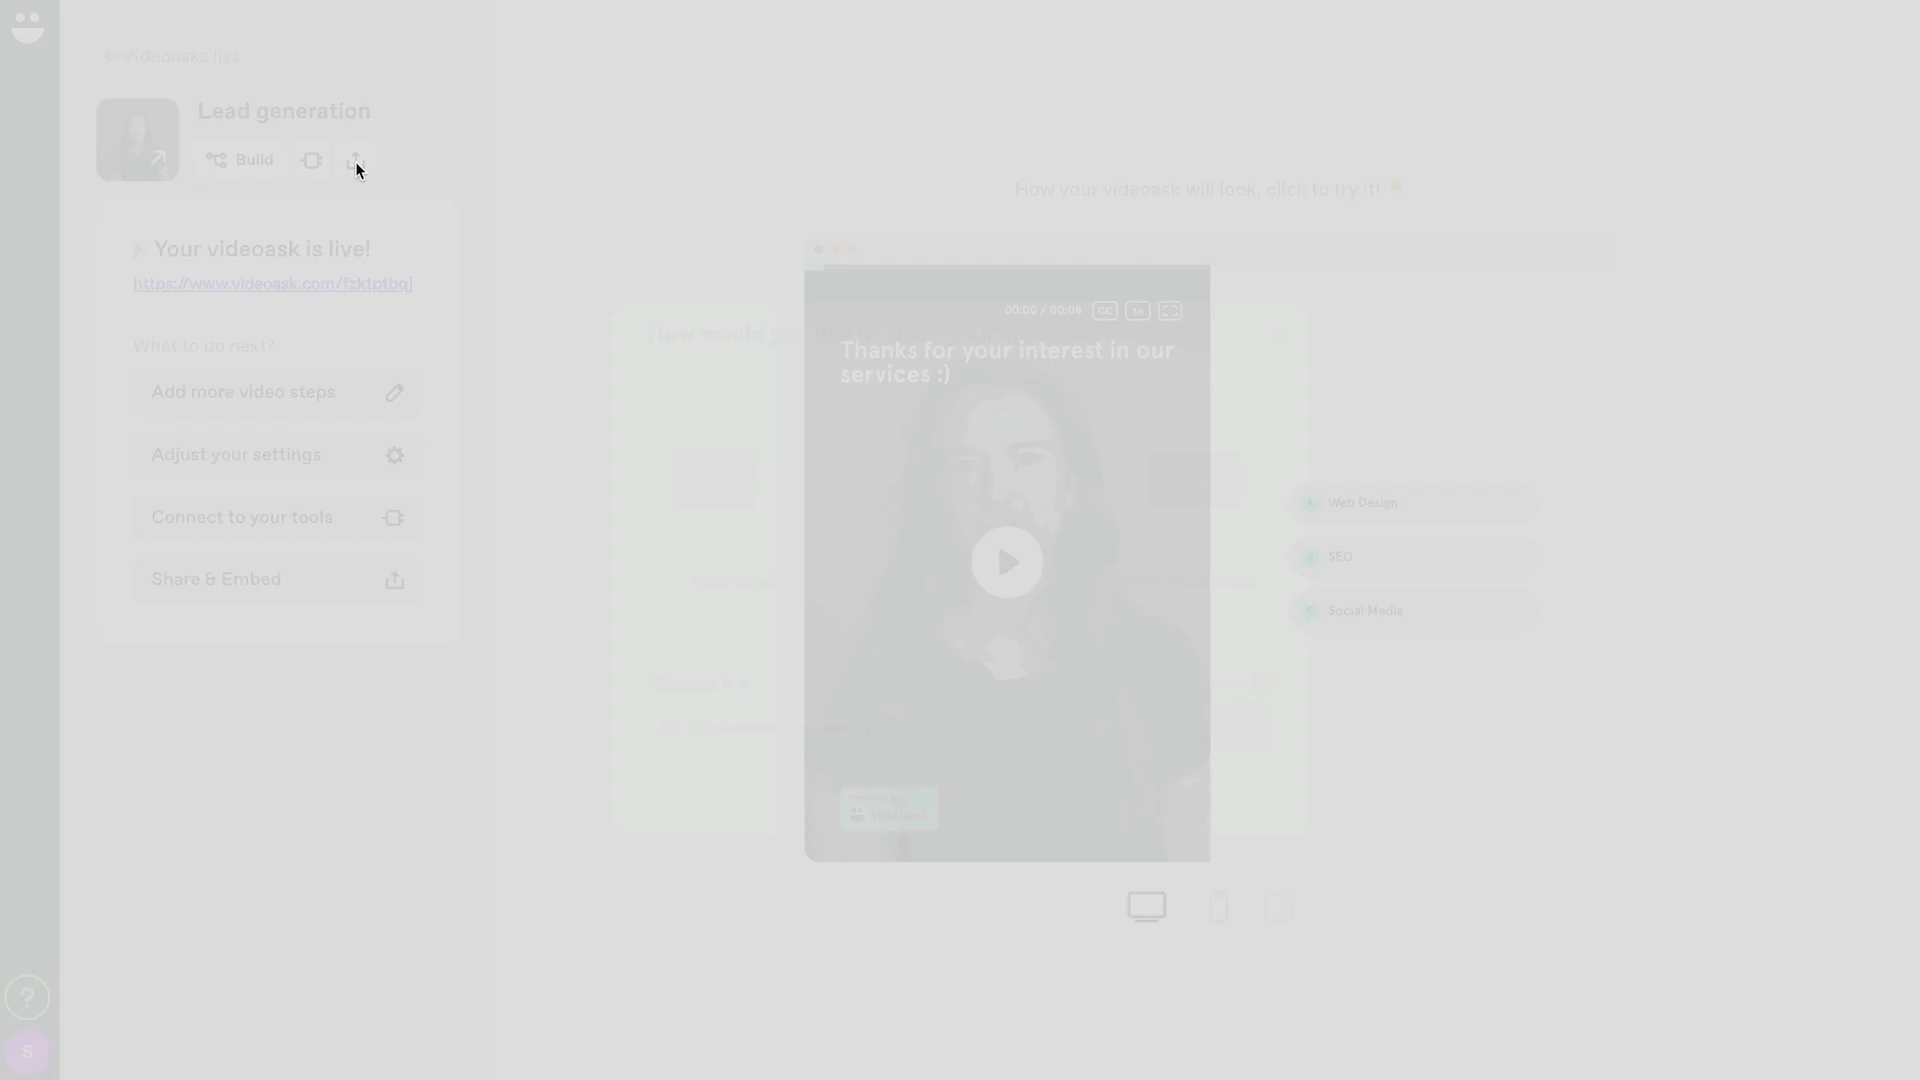 ← Videoasks list
Lead generation
Build
Your videoask is live!
https://www.videoask.com/fzktptbqj
What to do next?
Add more video steps
Adjust your settings
Connect to your tools
Share & Embed
How your videoask will look, click to try it!
How would
00:00 / 00:08 CC 1x
Thanks for your interest in our
services :)
Web Design
SEO
Social Media
videoask
?
S